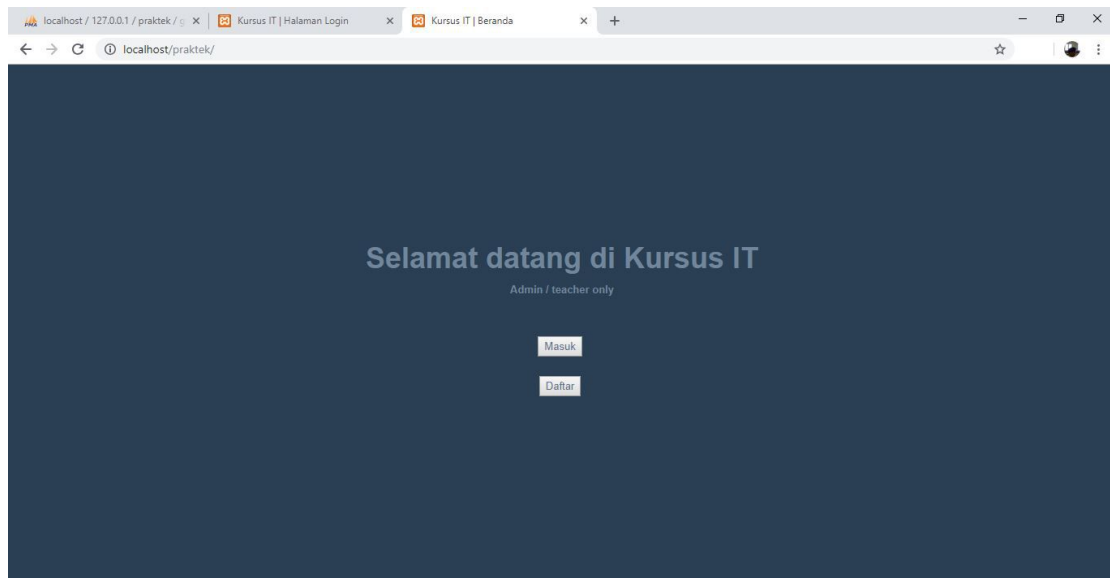 localhost / 127.0.0.1 / praktek / g
Kursus IT | Halaman Login
Kursus IT | Beranda
localhost/praktek/
Selamat datang di Kursus IT
Admin / teacher only
Masuk
Daftar